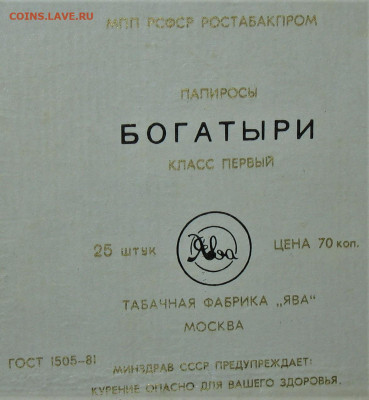 COINS.LAVE.RU
МПП РСФСР РОСТАБАКПРОМ
ПАПИРОСЫ
БОГАТЫРИ
КЛАСС ПЕРВЫЙ
25 ШТУК
Ява
ЦЕНА 70 КОП.
ТАБАЧНАЯ ФАБРИКА „ЯВА“
МОСКВА
ГОСТ 1505-81
МИНЗДРАВ СССР ПРЕДУПРЕЖДАЕТ:
КУРЕНИЕ ОПАСНО ДЛЯ ВАШЕГО ЗДОРОВЬЯ.